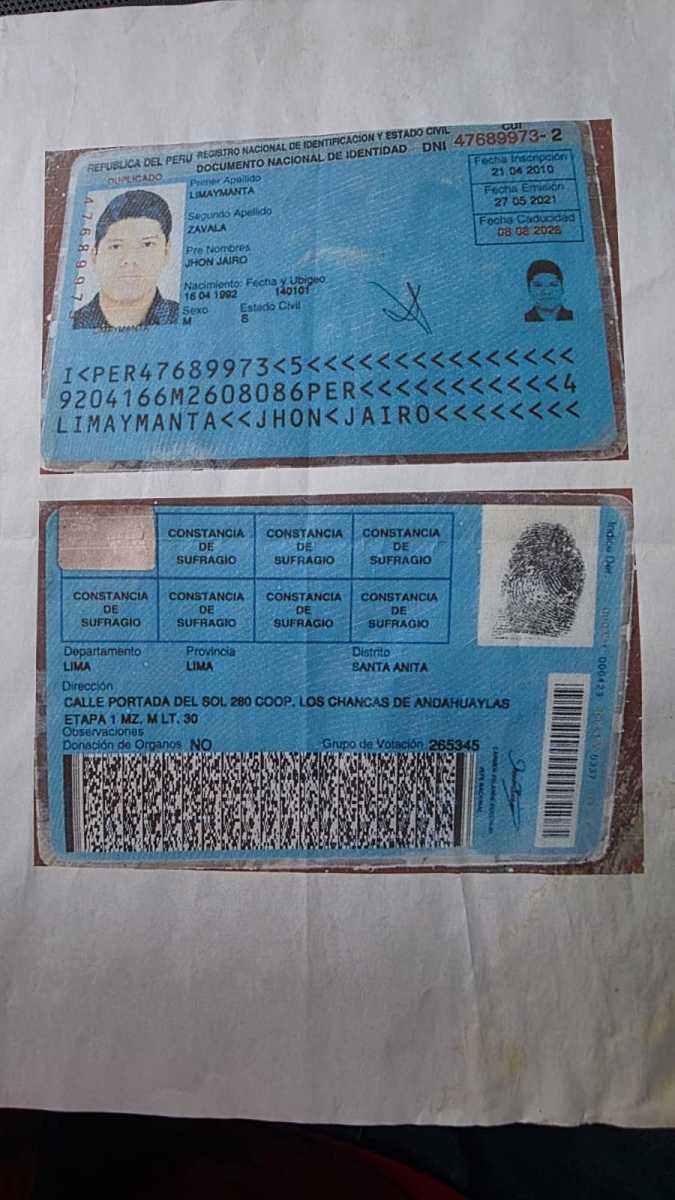 REPUBLICA DEL PERU REGISTRO NACIONAL DE IDENTIFICACION Y ESTADO CIVIL
DOCUMENTO NACIONAL DE IDENTIDAD DNI
CUI
47689973-2
DUPLICADO
Primer Apellido
LIMAYMANTA
Segundo Apellido
ZAVALA
Pre Nombres
JHON JAIRO
Nacimiento: Fecha y Ubigeo
16 04 1992 140101
Sexo Estado Civil
M S
Fecha Inscripción
21 04 2010
Fecha Emisión
27 05 2021
Fecha Caducidad
08 08 2026
I<PER47689973<5<<<<<<<<<<<<<<<
9204166M2608086PER<<<<<<<<<<<4
LIMAYMANTA<<JHON<JAIRO<<<<<<<<
CONSTANCIA DE SUFRAGIO
CONSTANCIA DE SUFRAGIO
CONSTANCIA DE SUFRAGIO
CONSTANCIA DE SUFRAGIO
CONSTANCIA DE SUFRAGIO
CONSTANCIA DE SUFRAGIO
CONSTANCIA DE SUFRAGIO
Indice Der.
Departamento Provincia Distrito
LIMA LIMA SANTA ANITA
Dirección
CALLE PORTADA DEL SOL 280 COOP. LOS CHANCAS DE ANDAHUAYLAS
ETAPA 1 MZ. M LT. 30
Observaciones
Donación de Organos NO Grupo de Votación 265345